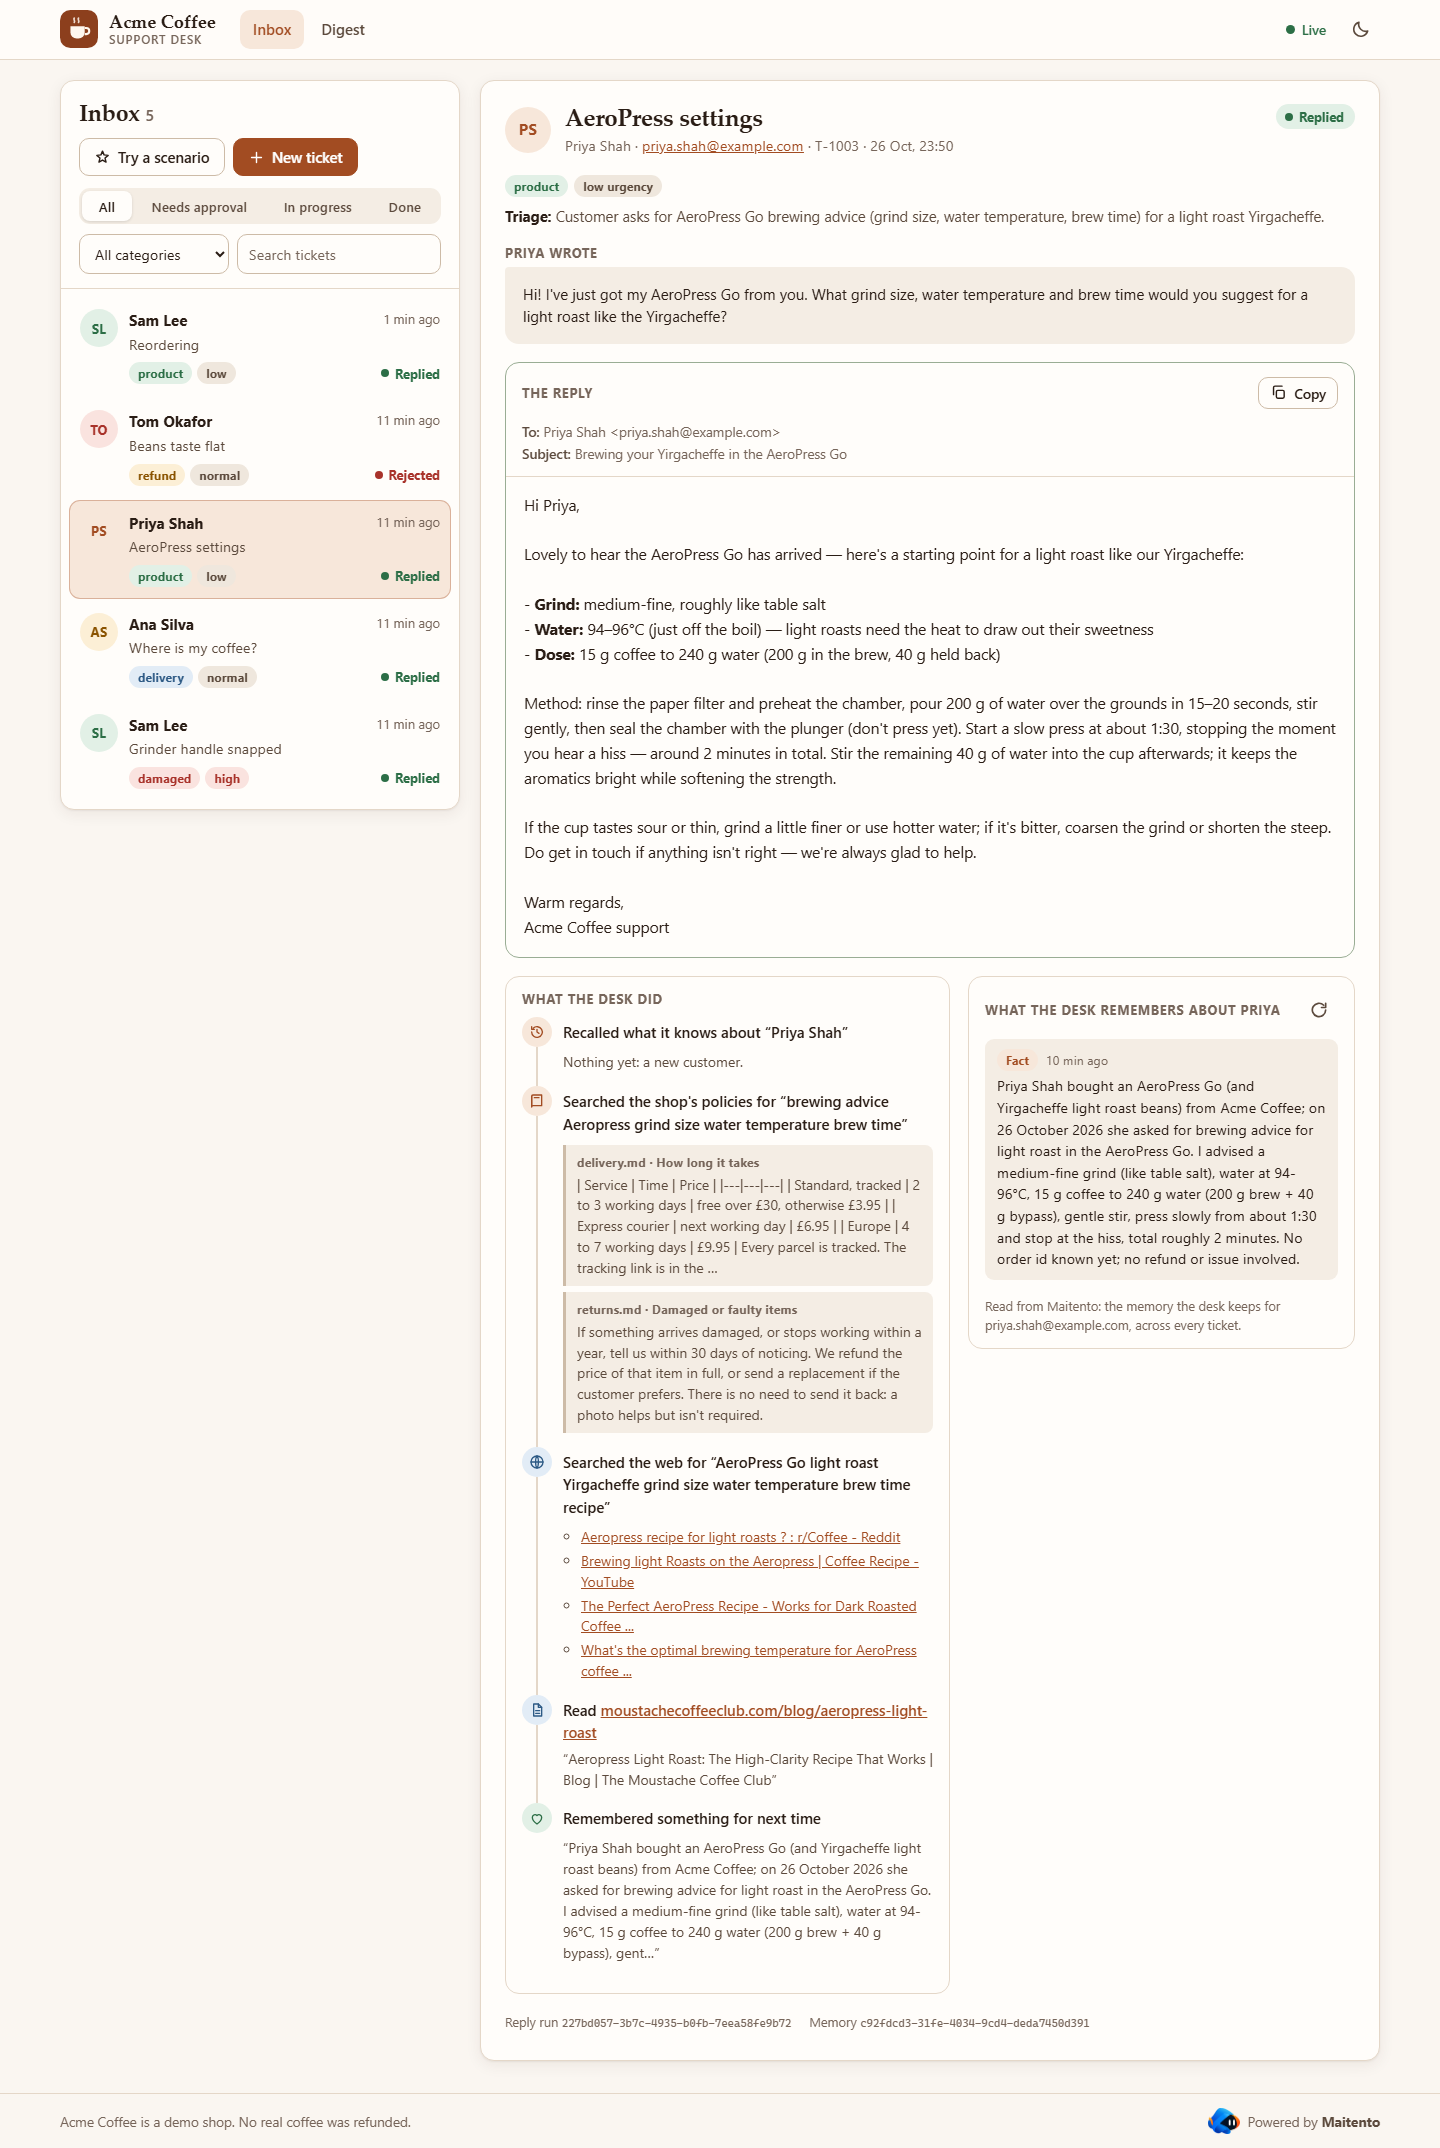 Acme Coffee
SUPPORT DESK
Inbox
Digest
Live
Inbox 5
Try a scenario
New ticket
All
Needs approval
In progress
Done
All categories
Search tickets
Sam Lee
1 min ago
Reordering
product
low
Replied
Tom Okafor
11 min ago
Beans taste flat
refund
normal
Rejected
Priya Shah
11 min ago
AeroPress settings
product
low
Replied
Ana Silva
11 min ago
Where is my coffee?
delivery
normal
Replied
Sam Lee
11 min ago
Grinder handle snapped
damaged
high
Replied
SL
TO
PS
AS
SL
PS
AeroPress settings
Replied
Priya Shah · priya.shah@example.com · T-1003 · 26 Oct, 23:50
product
low urgency
Triage: Customer asks for AeroPress Go brewing advice (grind size, water temperature, brew time) for a light roast Yirgacheffe.
PRIYA WROTE
Hi! I've just got my AeroPress Go from you. What grind size, water temperature and brew time would you suggest for a
light roast like the Yirgacheffe?
THE REPLY
Copy
To: Priya Shah <priya.shah@example.com>
Subject: Brewing your Yirgacheffe in the AeroPress Go
Hi Priya,
Lovely to hear the AeroPress Go has arrived — here's a starting point for a light roast like our Yirgacheffe:
- Grind: medium-fine, roughly like table salt
- Water: 94–96°C (just off the boil) — light roasts need the heat to draw out their sweetness
- Dose: 15 g coffee to 240 g water (200 g in the brew, 40 g held back)
Method: rinse the paper filter and preheat the chamber, pour 200 g of water over the grounds in 15–20 seconds, stir
gently, then seal the chamber with the plunger (don't press yet). Start a slow press at about 1:30, stopping the moment
you hear a hiss — around 2 minutes in total. Stir the remaining 40 g of water into the cup afterwards; it keeps the
aromatics bright while softening the strength.
If the cup tastes sour or thin, grind a little finer or use hotter water; if it's bitter, coarsen the grind or shorten the steep.
Do get in touch if anything isn't right — we're always glad to help.
Warm regards,
Acme Coffee support
WHAT THE DESK DID
Recalled what it knows about “Priya Shah”
Nothing yet: a new customer.
Searched the shop's policies for “brewing advice
Aeropress grind size water temperature brew time”
delivery.md · How long it takes
| Service | Time | Price | |---|---|---| | Standard, tracked | 2
to 3 working days | free over £30, otherwise £3.95 | |
Express courier | next working day | £6.95 | | Europe | 4
to 7 working days | £9.95 | Every parcel is tracked. The
tracking link is in the …
returns.md · Damaged or faulty items
If something arrives damaged, or stops working within a
year, tell us within 30 days of noticing. We refund the
price of that item in full, or send a replacement if the
customer prefers. There is no need to send it back: a
photo helps but isn't required.
Searched the web for “AeroPress Go light roast
Yirgacheffe grind size water temperature brew time
recipe”
Aeropress recipe for light roasts ? : r/Coffee - Reddit
Brewing light Roasts on the Aeropress | Coffee Recipe -
YouTube
The Perfect AeroPress Recipe - Works for Dark Roasted
Coffee ...
What's the optimal brewing temperature for AeroPress
coffee ...
Read moustachecoffeeclub.com/blog/aeropress-light-
roast
“Aeropress Light Roast: The High-Clarity Recipe That Works |
Blog | The Moustache Coffee Club”
Remembered something for next time
“Priya Shah bought an AeroPress Go (and Yirgacheffe light
roast beans) from Acme Coffee; on 26 October 2026 she
asked for brewing advice for light roast in the AeroPress Go.
I advised a medium-fine grind (like table salt), water at 94-
96°C, 15 g coffee to 240 g water (200 g brew + 40 g
bypass), gent…”
WHAT THE DESK REMEMBERS ABOUT PRIYA
Fact
10 min ago
Priya Shah bought an AeroPress Go (and
Yirgacheffe light roast beans) from Acme Coffee; on
26 October 2026 she asked for brewing advice for
light roast in the AeroPress Go. I advised a
medium-fine grind (like table salt), water at 94-
96°C, 15 g coffee to 240 g water (200 g brew + 40
g bypass), gentle stir, press slowly from about 1:30
and stop at the hiss, total roughly 2 minutes. No
order id known yet; no refund or issue involved.
Read from Maitento: the memory the desk keeps for
priya.shah@example.com, across every ticket.
Reply run 227bd057-3b7c-4935-b0fb-7eea58fe9b72
Memory c92fdcd3-31fe-4034-9cd4-deda7450d391
Acme Coffee is a demo shop. No real coffee was refunded.
Powered by Maitento